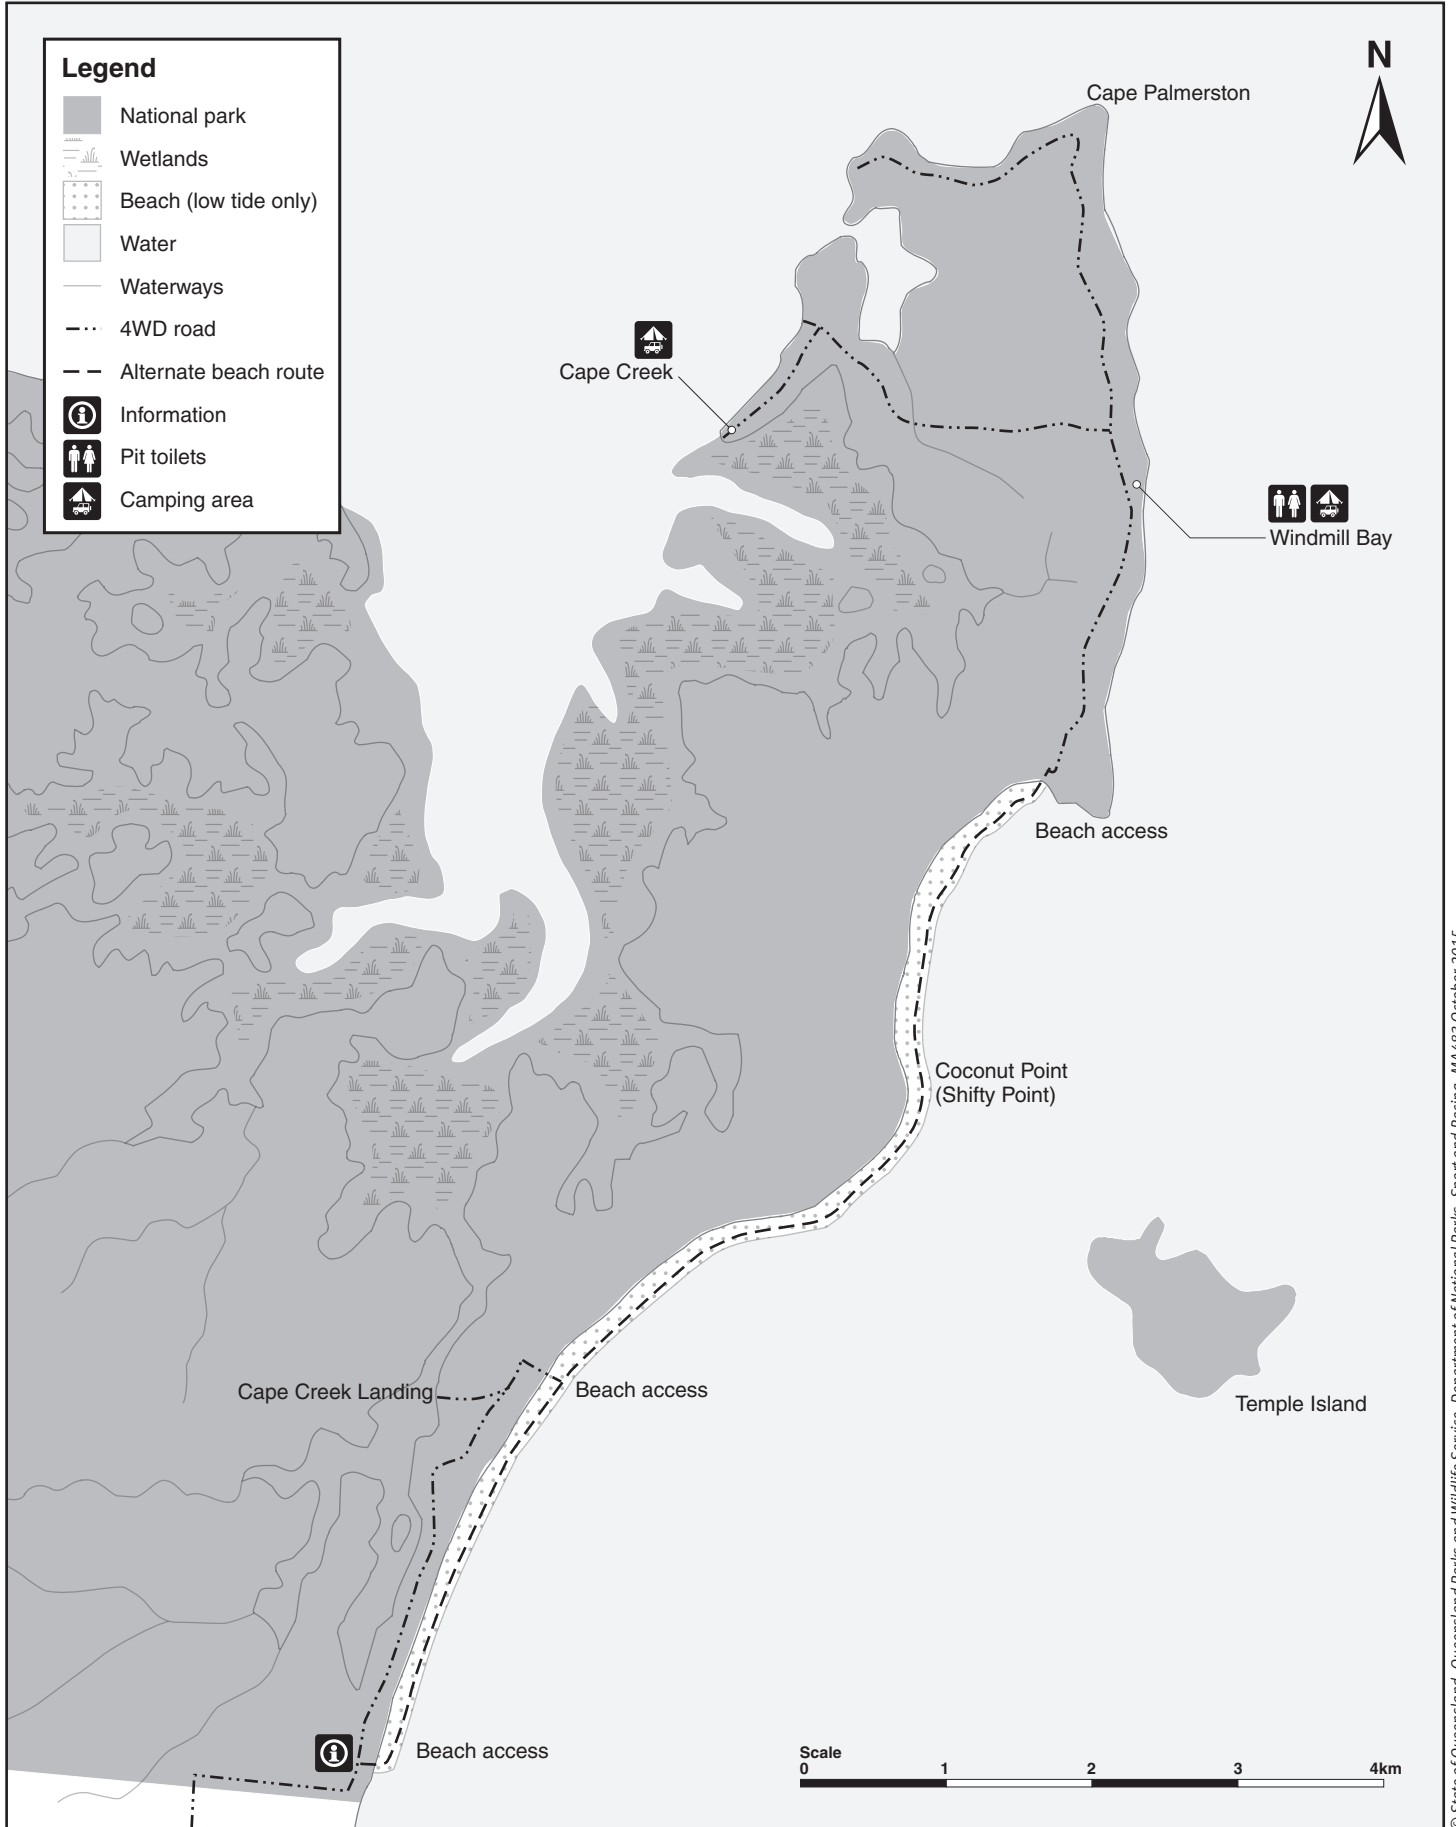 Legend
National park
Wetlands
Beach (low tide only)
Water
Waterways
4WD road
Alternate beach route
Information
Pit toilets
Camping area
N
Cape Palmerston
Cape Creek
Windmill Bay
Beach access
Coconut Point
(Shifty Point)
Cape Creek Landing
Beach access
Temple Island
Beach access
Scale
0 1 2 3 4km